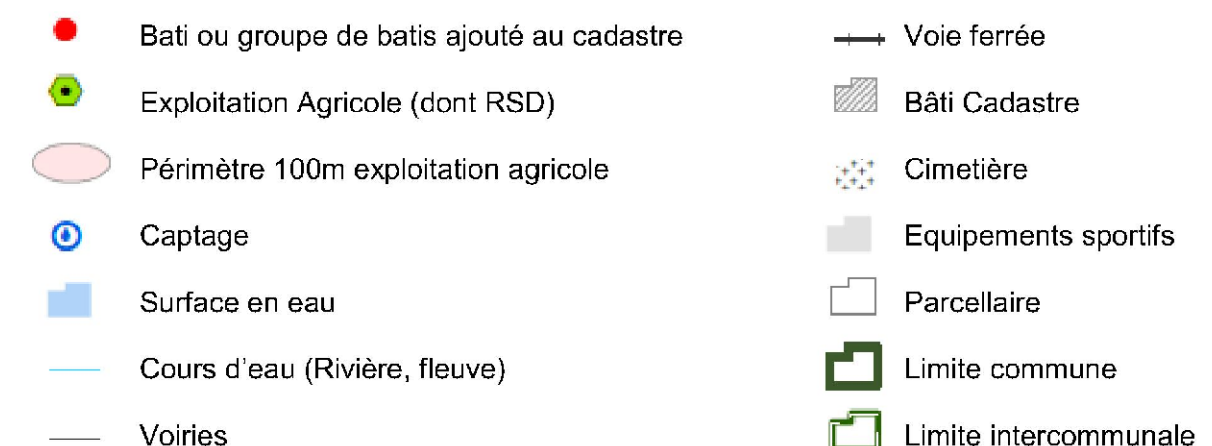 Bati ou groupe de batis ajouté au cadastre
Exploitation Agricole (dont RSD)
Périmètre 100m exploitation agricole
Captage
Surface en eau
Cours d'eau (Rivière, fleuve)
Voiries
Voie ferrée
Bâti Cadastre
Cimetière
Equipements sportifs
Parcellaire
Limite commune
Limite intercommunale